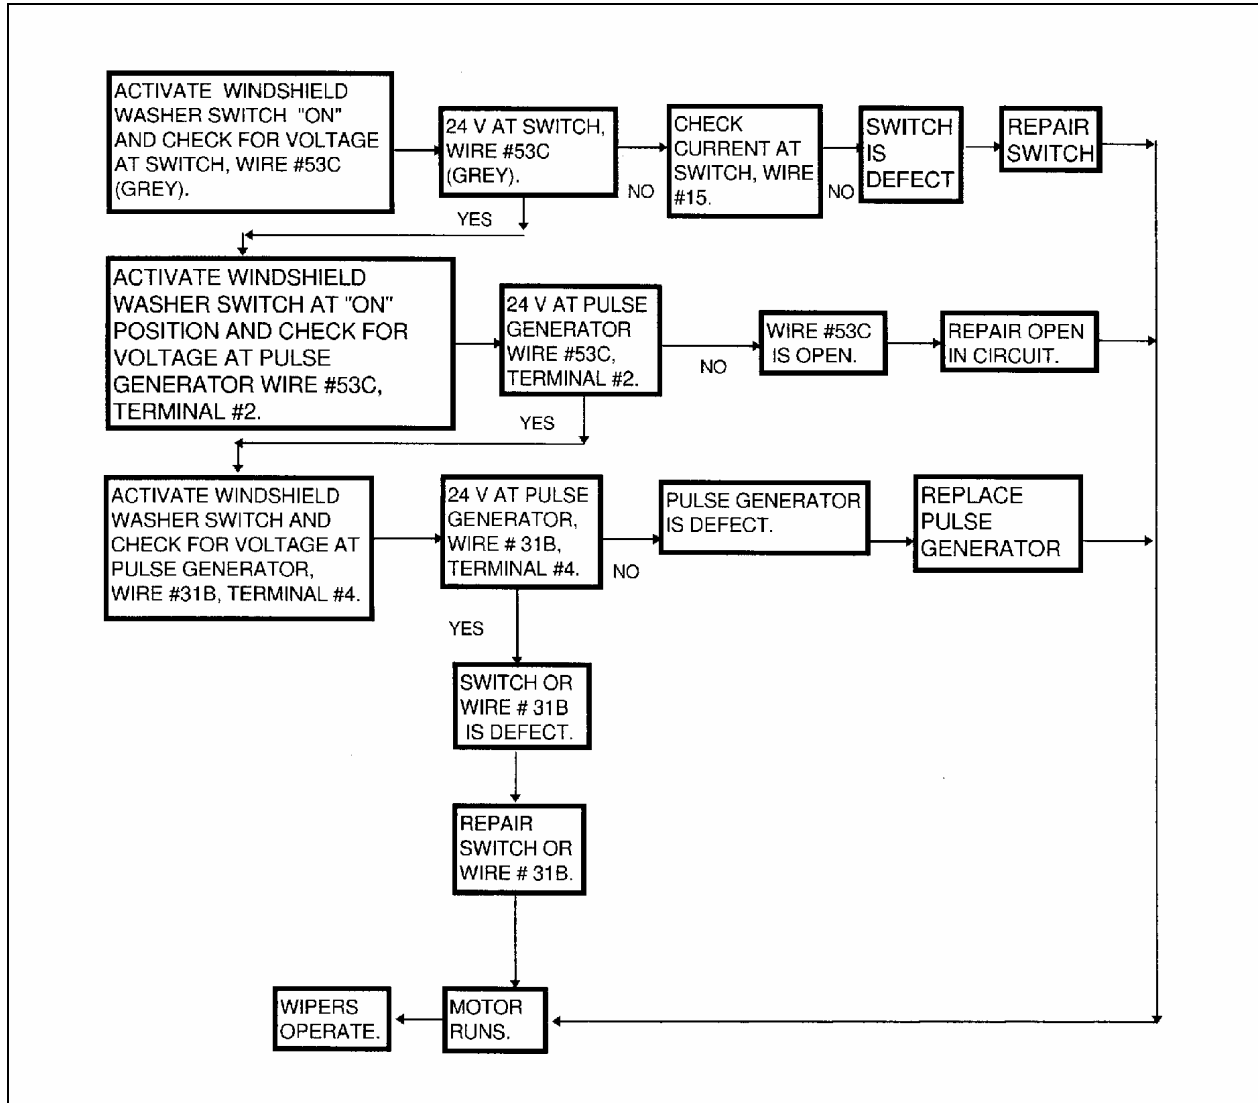 ACTIVATE WINDSHIELD
WASHER SWITCH "ON"
AND CHECK FOR VOLTAGE
AT SWITCH, WIRE #53C
(GREY).
24 V AT SWITCH,
WIRE #53C
(GREY).
NO
CHECK
CURRENT AT
SWITCH, WIRE
#15.
NO
SWITCH
IS
DEFECT
REPAIR
SWITCH
YES
ACTIVATE WINDSHIELD
WASHER SWITCH AT "ON"
POSITION AND CHECK FOR
VOLTAGE AT PULSE
GENERATOR WIRE #53C,
TERMINAL #2.
24 V AT PULSE
GENERATOR
WIRE #53C,
TERMINAL #2.
NO
WIRE #53C
IS OPEN.
REPAIR OPEN
IN CIRCUIT.
YES
ACTIVATE WINDSHIELD
WASHER SWITCH AND
CHECK FOR VOLTAGE AT
PULSE GENERATOR,
WIRE #31B, TERMINAL #4.
24 V AT PULSE
GENERATOR,
WIRE # 31B,
TERMINAL #4.
NO
PULSE GENERATOR
IS DEFECT.
REPLACE
PULSE
GENERATOR
YES
SWITCH OR
WIRE # 31B
IS DEFECT.
REPAIR
SWITCH OR
WIRE # 31B.
WIPERS
OPERATE.
MOTOR
RUNS.